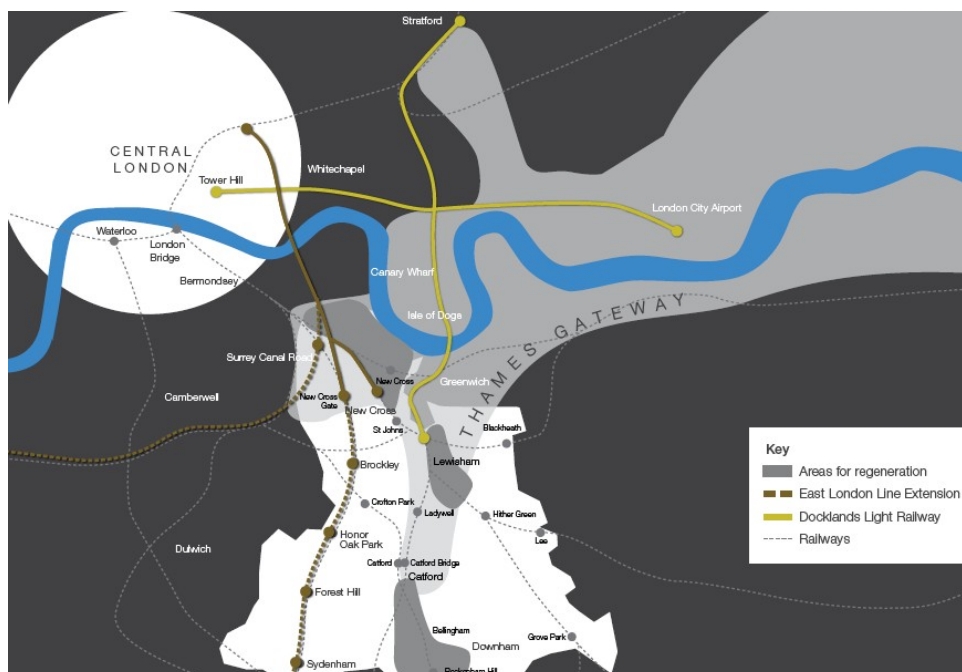 Stratford
CENTRAL
LONDON
Whitechapel
Tower Hill
London City Airport
Waterloo
London
Bridge
Bermondsey
Canary Wharf
Isle of Dogs
THAMES GATEWAY
Surrey Canal Road
New Cross
Greenwich
Camberwell
New Cross
Gate
New Cross
St Johns
Blackheath
Brockley
Lewisham
Crofton Park
Ladywell
Hither Green
Lee
Honor
Oak Park
Dulwich
Catford
Catford Bridge
Catford
Forest Hill
Bellingham
Downham
Grove Park
Sydenham
Beckenham Hill
Key
Areas for regeneration
East London Line Extension
Docklands Light Railway
Railways